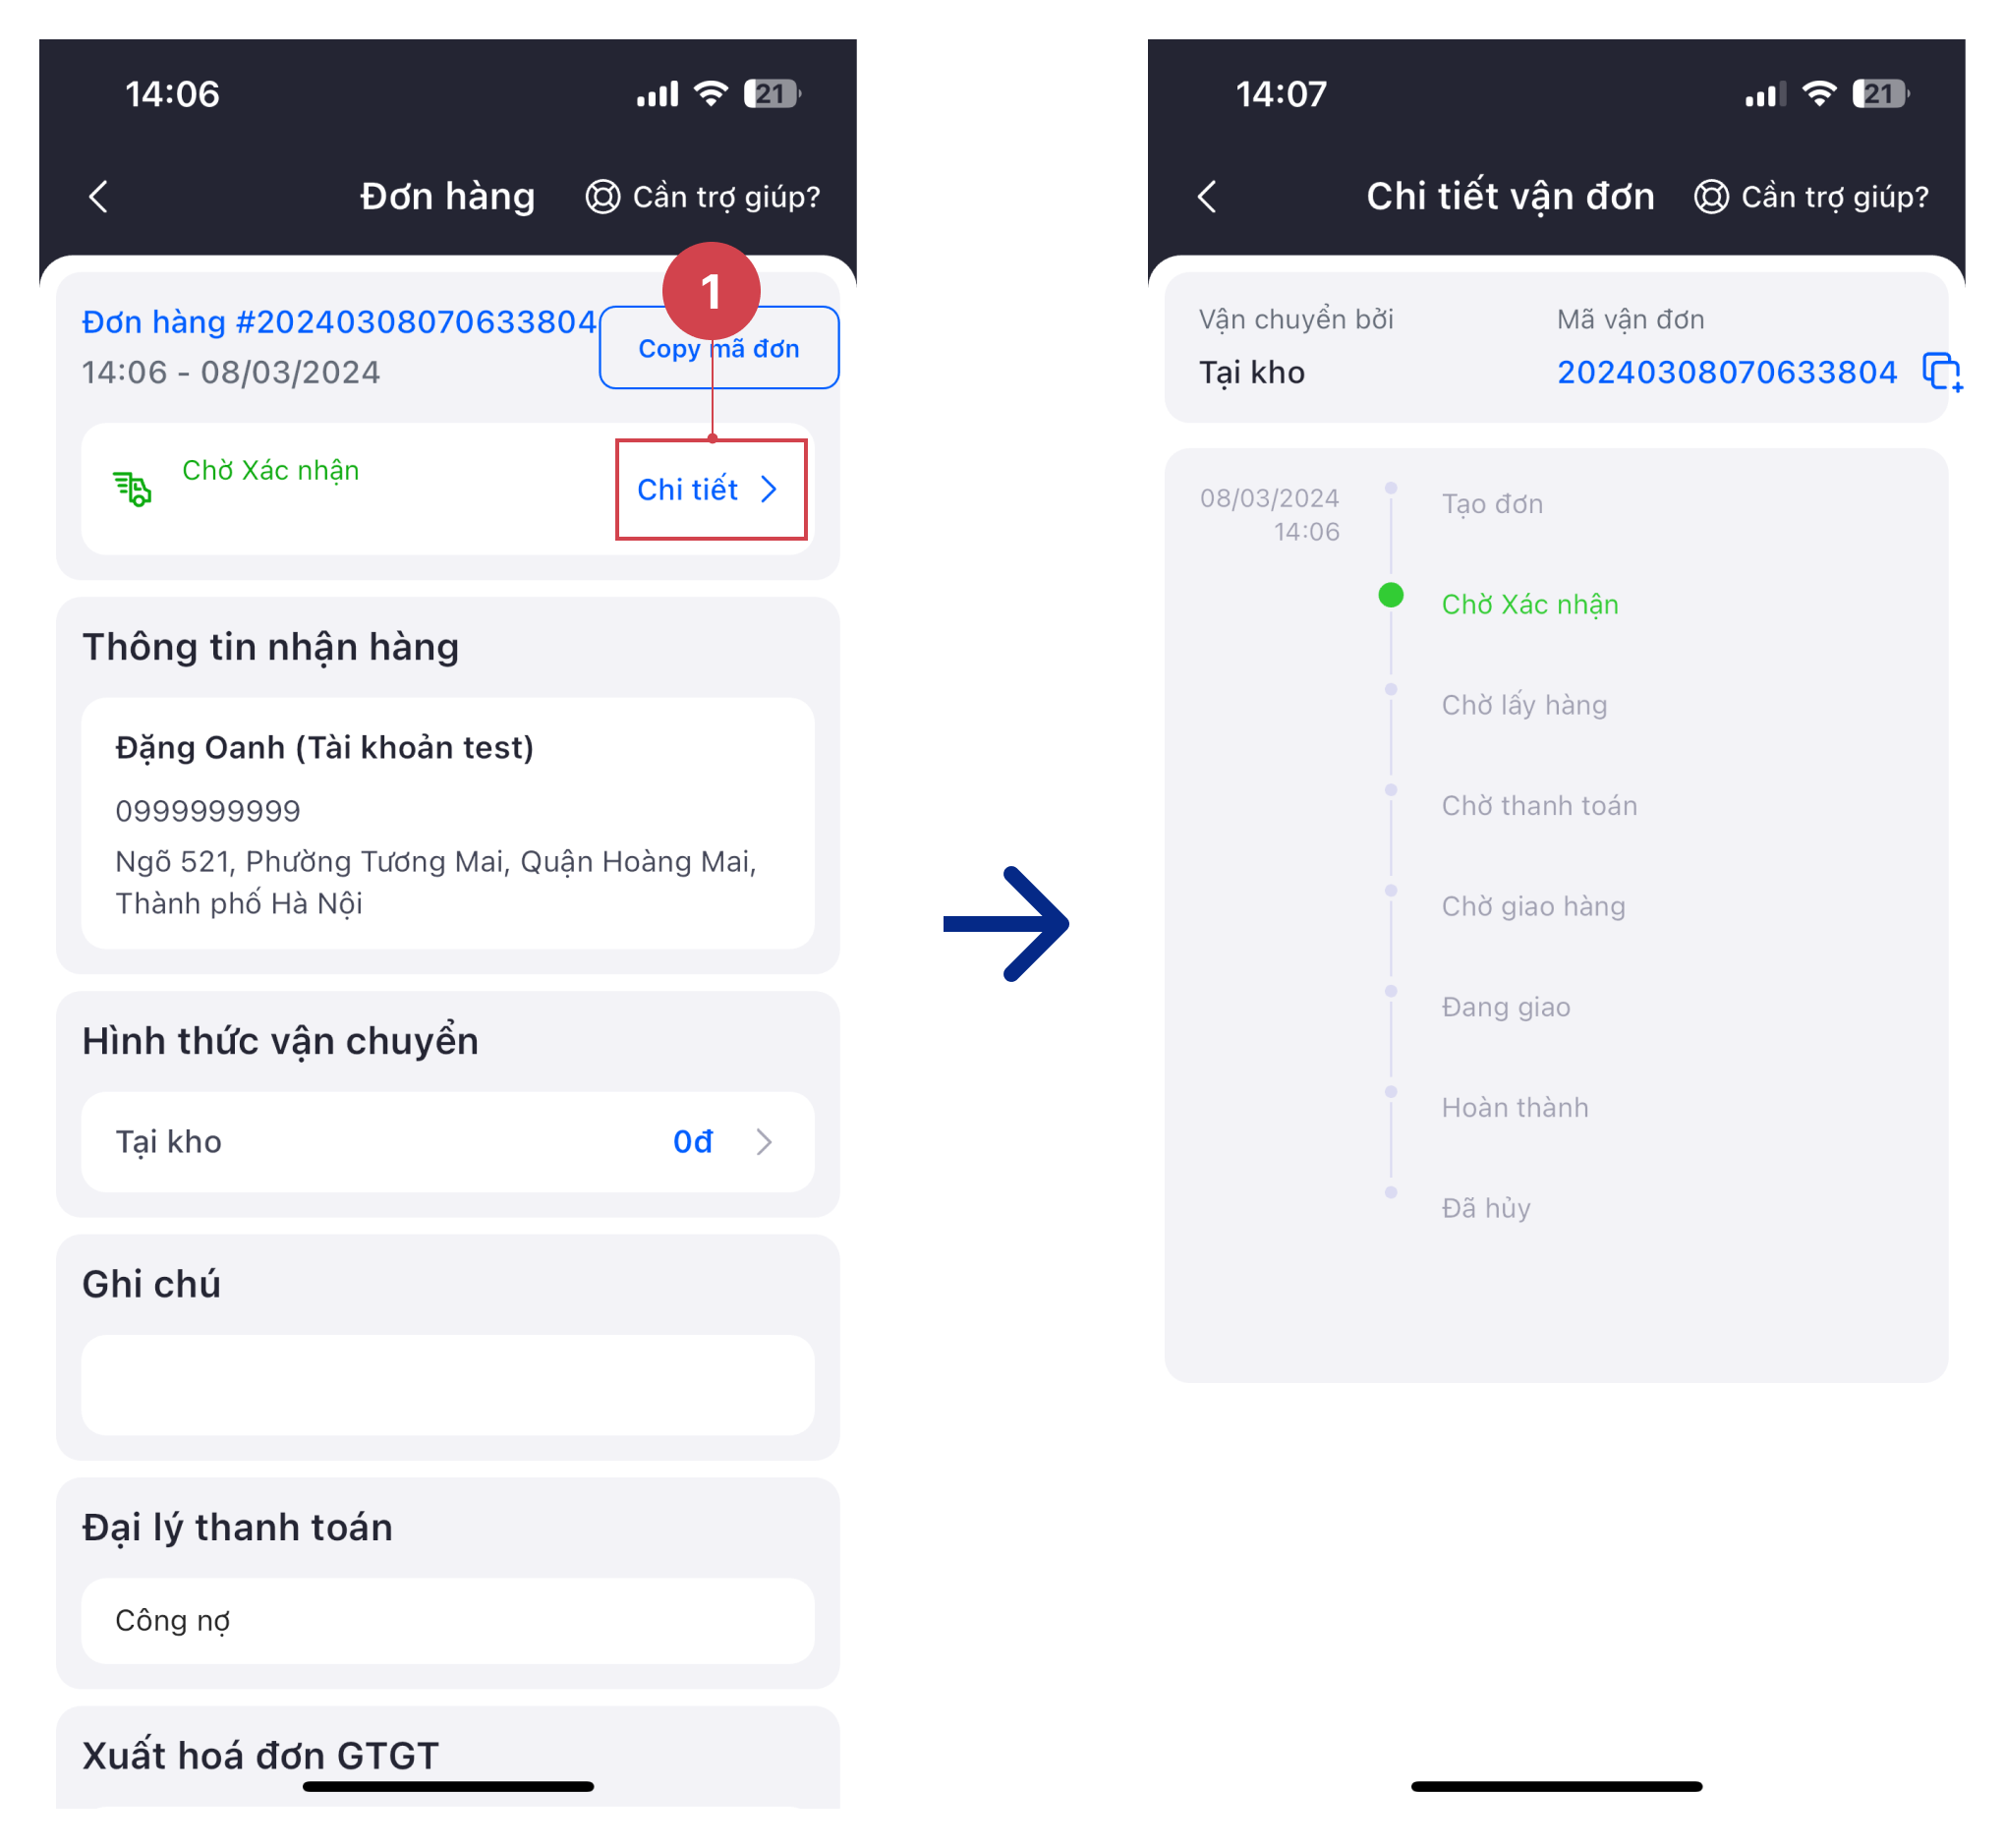 14:06
21
Đơn hàng
Cần trợ giúp?
1
Đơn hàng #20240308070633804
Copy mã đơn
14:06 - 08/03/2024
Chờ Xác nhận
Chi tiết
Thông tin nhận hàng
Đặng Oanh (Tài khoản test)
0999999999
Ngõ 521, Phường Tương Mai, Quận Hoàng Mai,
Thành phố Hà Nội
Hình thức vận chuyển
Tại kho
0đ
Ghi chú
Đại lý thanh toán
Công nợ
Xuất hoá đơn GTGT
14:07
21
Chi tiết vận đơn
Cần trợ giúp?
Vận chuyển bởi
Mã vận đơn
Tại kho
20240308070633804
08/03/2024
14:06
Tạo đơn
Chờ Xác nhận
Chờ lấy hàng
Chờ thanh toán
Chờ giao hàng
Đang giao
Hoàn thành
Đã hủy